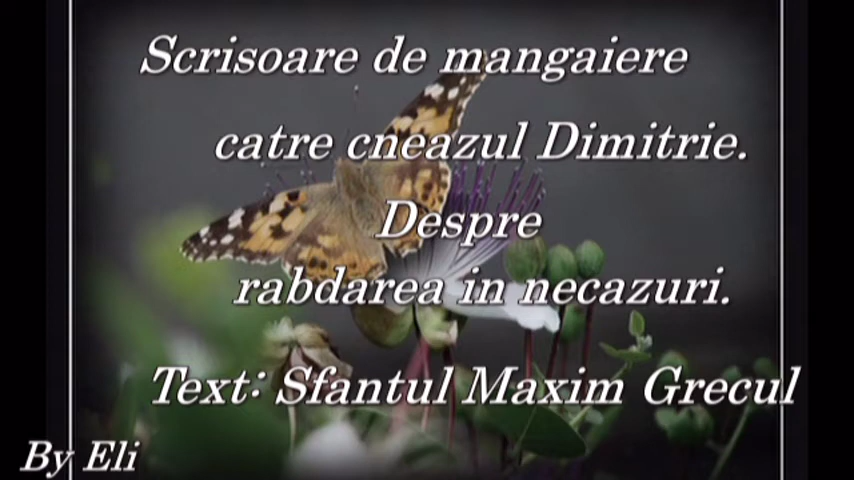 Scrisoare de mangaiere
catre cneazul Dimitrie.
Despre
rabdarea in necazuri.
Text: Sfantul Maxim Grecul
By Eli